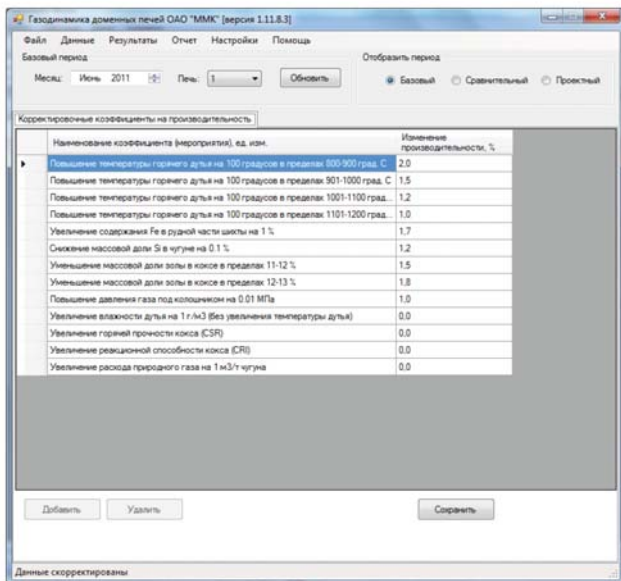 Газодинамика доменных печей ОАО "ММК" [версия 1.11.8.3]
Файл Данные Результаты Отчет Настройки Помощь
Базовый период
Отобразить период
Месяц: Июнь 2011 Печь: 1 Обновить
Базовый Сравнительный Проектный
Корректировочные коэффициенты на производительность
Наименование коэффициента (мероприятия), ед. изм. Изменение производительности, %
Повышение температуры горячего дутья на 100 градусов в пределах 800-900 град. С 2,0
Повышение температуры горячего дутья на 100 градусов в пределах 901-1000 град. С 1,5
Повышение температуры горячего дутья на 100 градусов в пределах 1001-1100 град... 1,2
Повышение температуры горячего дутья на 100 градусов в пределах 1101-1200 град... 1,0
Увеличение содержания Fe в рудной части шихты на 1 % 1,7
Снижение массовой доли Si в чугуне на 0.1 % 1,2
Уменьшение массовой доли золы в коксе в пределах 11-12 % 1,5
Уменьшение массовой доли золы в коксе в пределах 12-13 % 1,8
Повышение давления газа под колошником на 0.01 МПа 1,0
Увеличение влажности дутья на 1 г/м3 (без увеличения температуры дутья) 0,0
Увеличение горячей прочности кокса (CSR) 0,0
Увеличение реакционной способности кокса (CRI) 0,0
Увеличение расхода природного газа на 1 м3/т чугуна 0,0
Добавить Удалить Сохранить
Данные скорректированы